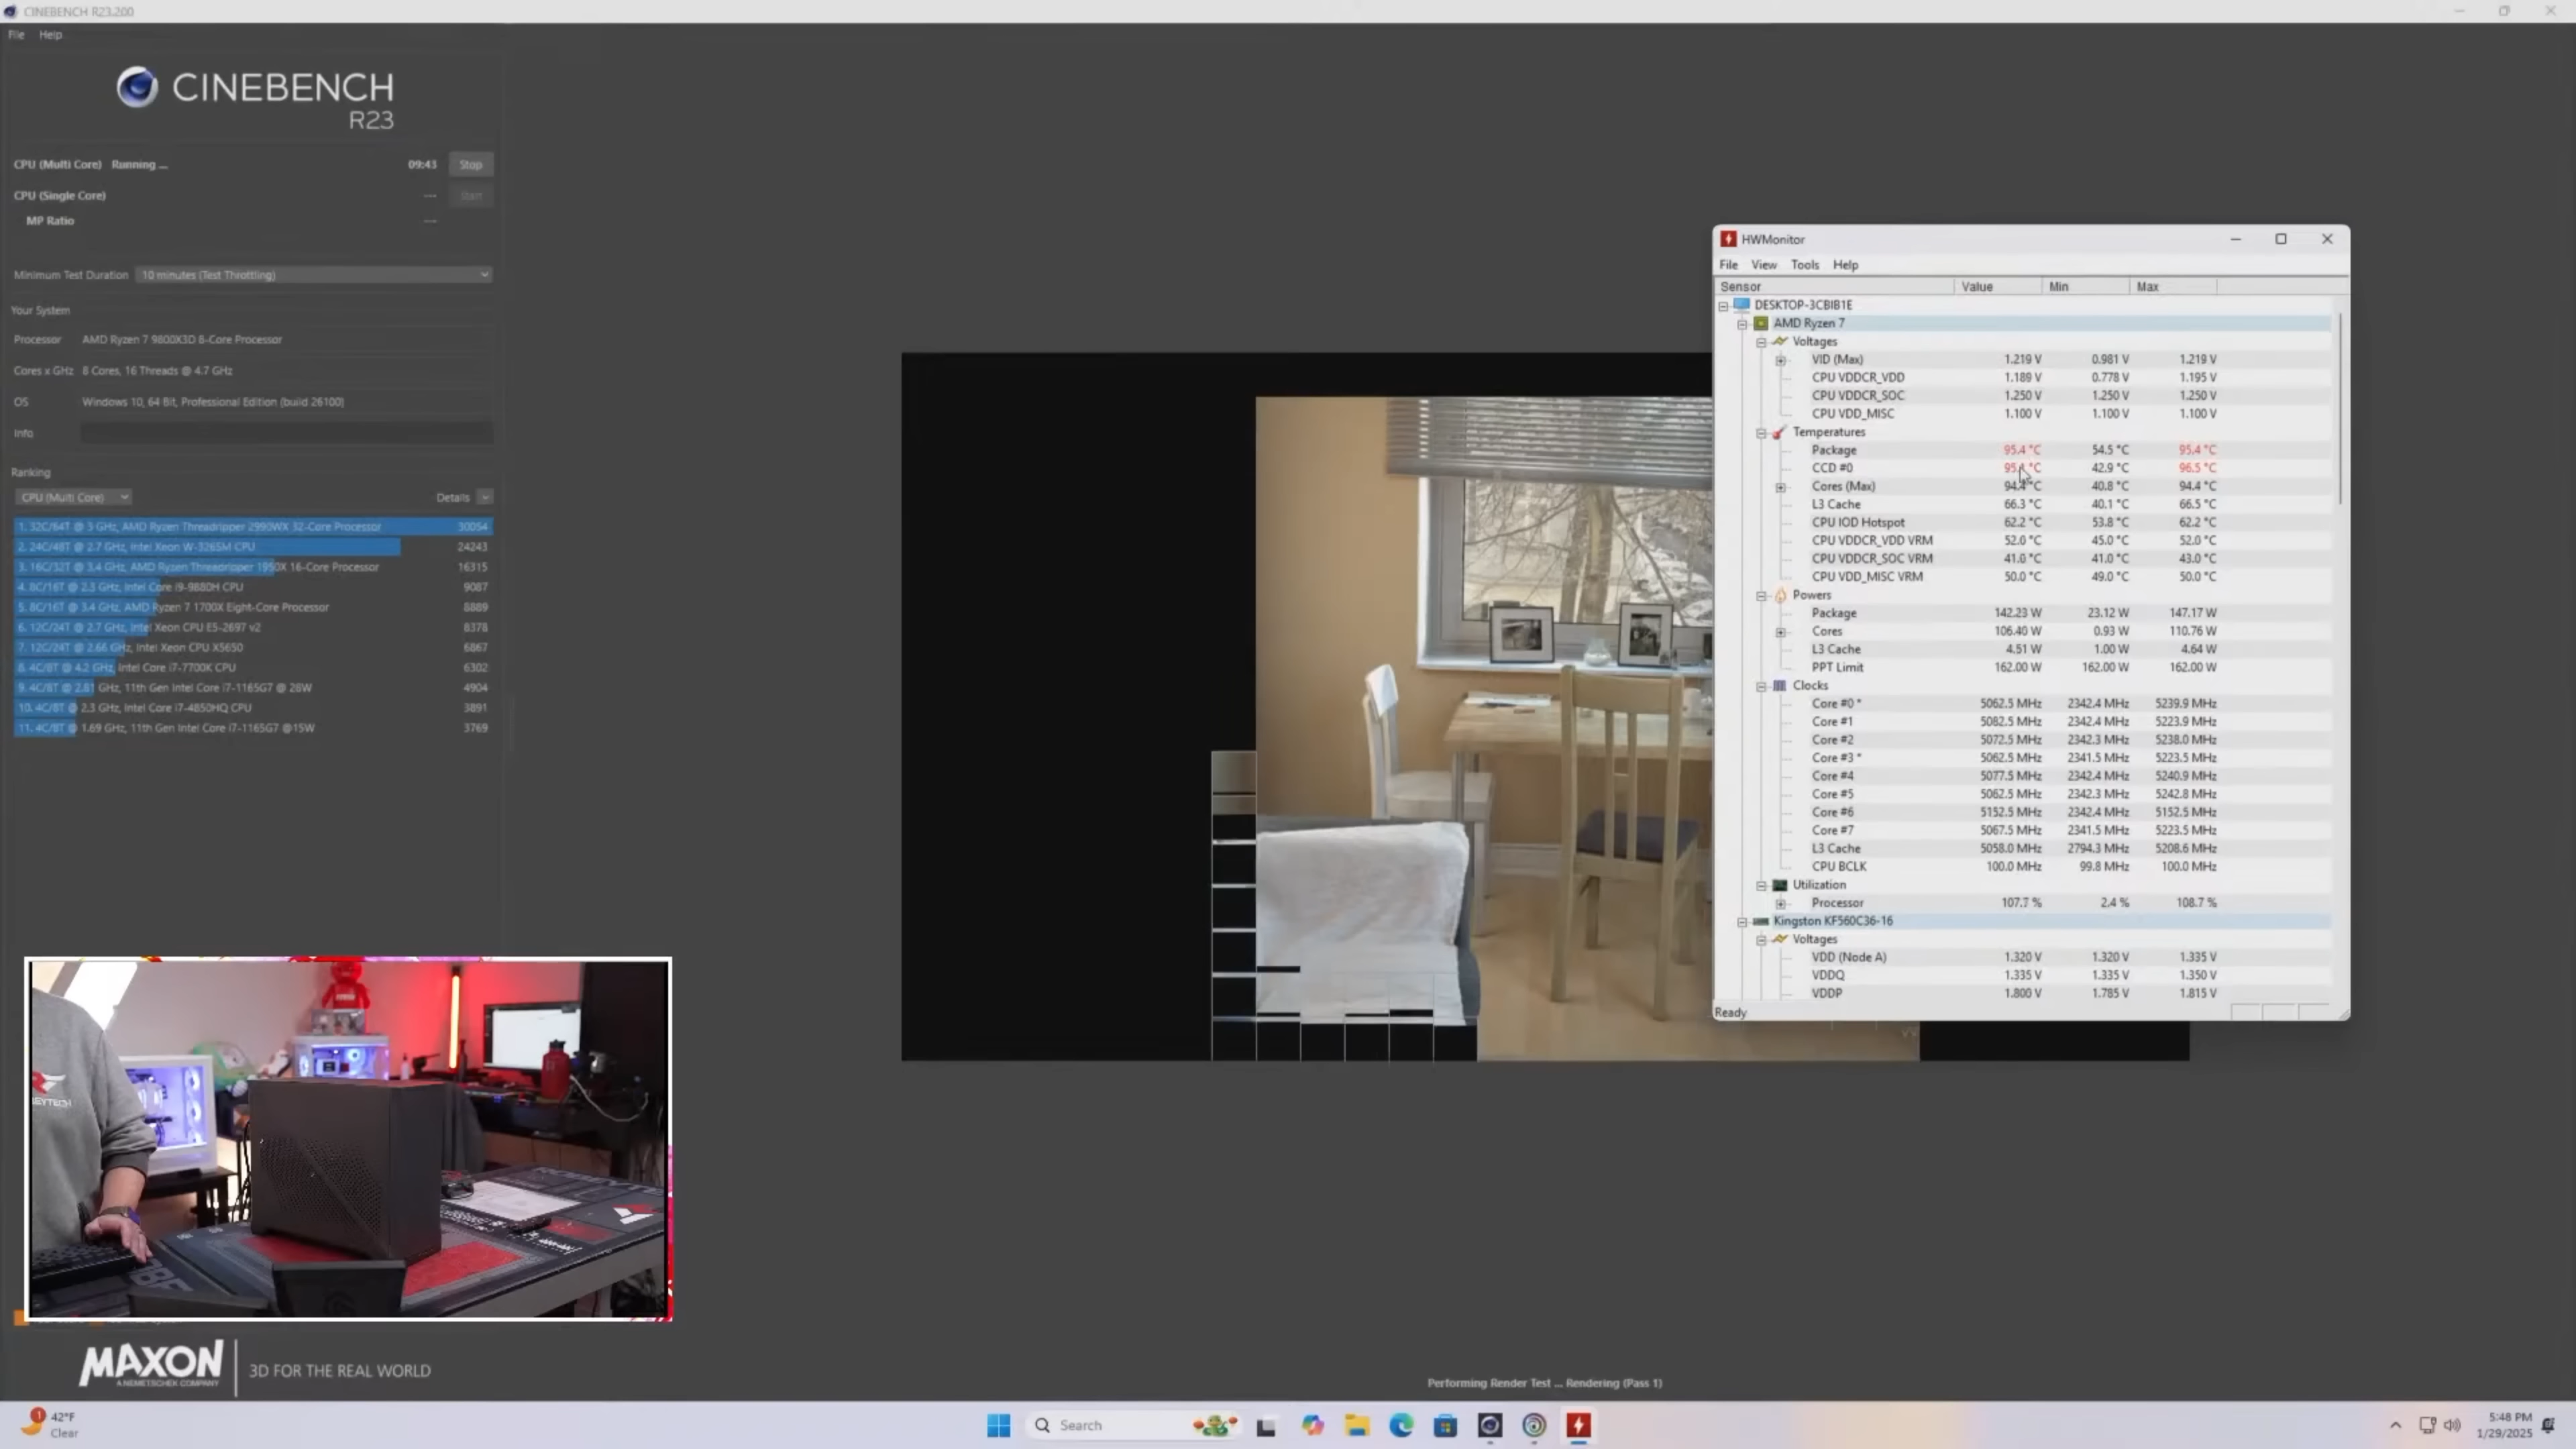 CINEBENCH R23.200
File Help
CINEBENCH
R23
CPU (Multi Core) Running ... 09:43 Stop
CPU (Single Core) --- Start
MP Ratio ---
Minimum Test Duration 10 minutes (Test Throttling)
Your System
Processor AMD Ryzen 7 9800X3D 8-Core Processor
Cores x GHz 8 Cores, 16 Threads @ 4.7 GHz
OS Windows 10, 64 Bit, Professional Edition (build 26100)
Info
Ranking
CPU (Multi Core) Details
1. 32C/64T @ 3 GHz, AMD Ryzen Threadripper 2990WX 32-Core Processor 30054
2. 24C/48T @ 2.7 GHz, Intel Xeon W-3265M CPU 24243
3. 16C/32T @ 3.4 GHz, AMD Ryzen Threadripper 1950X 16-Core Processor 16315
4. 8C/16T @ 2.3 GHz, Intel Core i9-9880H CPU 9087
5. 8C/16T @ 3.4 GHz, AMD Ryzen 7 1700X Eight-Core Processor 8889
6. 12C/24T @ 2.7 GHz, Intel Xeon CPU E5-2697 v2 8378
7. 12C/24T @ 2.66 GHz, Intel Xeon CPU X5650 6867
8. 4C/8T @ 4.2 GHz, Intel Core i7-7700K CPU 6302
9. 4C/8T @ 2.81 GHz, 11th Gen Intel Core i7-1165G7 @ 28W 4904
10. 4C/8T @ 2.3 GHz, Intel Core i7-4850HQ CPU 3891
11. 4C/8T @ 1.69 GHz, 11th Gen Intel Core i7-1165G7 @15W 3769
HWMonitor
File View Tools Help
Sensor Value Min Max
DESKTOP-3CBIB1E
AMD Ryzen 7
Voltages
VID (Max) 1.219 V 0.981 V 1.219 V
CPU VDDCR_VDD 1.189 V 0.778 V 1.195 V
CPU VDDCR_SOC 1.250 V 1.250 V 1.250 V
CPU VDD_MISC 1.100 V 1.100 V 1.100 V
Temperatures
Package 95.4 °C 54.5 °C 95.4 °C
CCD #0 42.9 °C 96.5 °C
Cores (Max) 94.4 °C 40.8 °C 94.4 °C
L3 Cache 66.3 °C 40.1 °C 66.5 °C
CPU IOD Hotspot 62.2 °C 53.8 °C 62.2 °C
CPU VDDCR_VDD VRM 52.0 °C 45.0 °C 52.0 °C
CPU VDDCR_SOC VRM 41.0 °C 41.0 °C 43.0 °C
CPU VDD_MISC VRM 50.0 °C 49.0 °C 50.0 °C
Powers
Package 142.23 W 23.12 W 147.17 W
Cores 106.40 W 0.93 W 110.76 W
L3 Cache 4.51 W 1.00 W 4.64 W
PPT Limit 162.00 W 162.00 W 162.00 W
Clocks
Core #0 * 5062.5 MHz 2342.4 MHz 5239.9 MHz
Core #1 5082.5 MHz 2342.4 MHz 5223.9 MHz
Core #2 5072.5 MHz 2342.3 MHz 5238.0 MHz
Core #3 * 5062.5 MHz 2341.5 MHz 5223.5 MHz
Core #4 5077.5 MHz 2342.4 MHz 5240.9 MHz
Core #5 5062.5 MHz 2342.3 MHz 5242.8 MHz
Core #6 5152.5 MHz 2342.4 MHz 5152.5 MHz
Core #7 5067.5 MHz 2341.5 MHz 5223.5 MHz
L3 Cache 5058.0 MHz 2794.3 MHz 5208.6 MHz
CPU BCLK 100.0 MHz 99.8 MHz 100.0 MHz
Utilization
Processor 107.7 % 2.4 % 108.7 %
Kingston KF560C36-16
Voltages
VDD (Node A) 1.320 V 1.320 V 1.335 V
VDDQ 1.335 V 1.335 V 1.350 V
VDDP 1.800 V 1.785 V 1.815 V
Ready
MAXON
A NEMETSCHEK COMPANY
3D FOR THE REAL WORLD
Performing Render Test ... Rendering (Pass 1)
1
42°F
Clear
Search
5:48 PM
1/29/2025